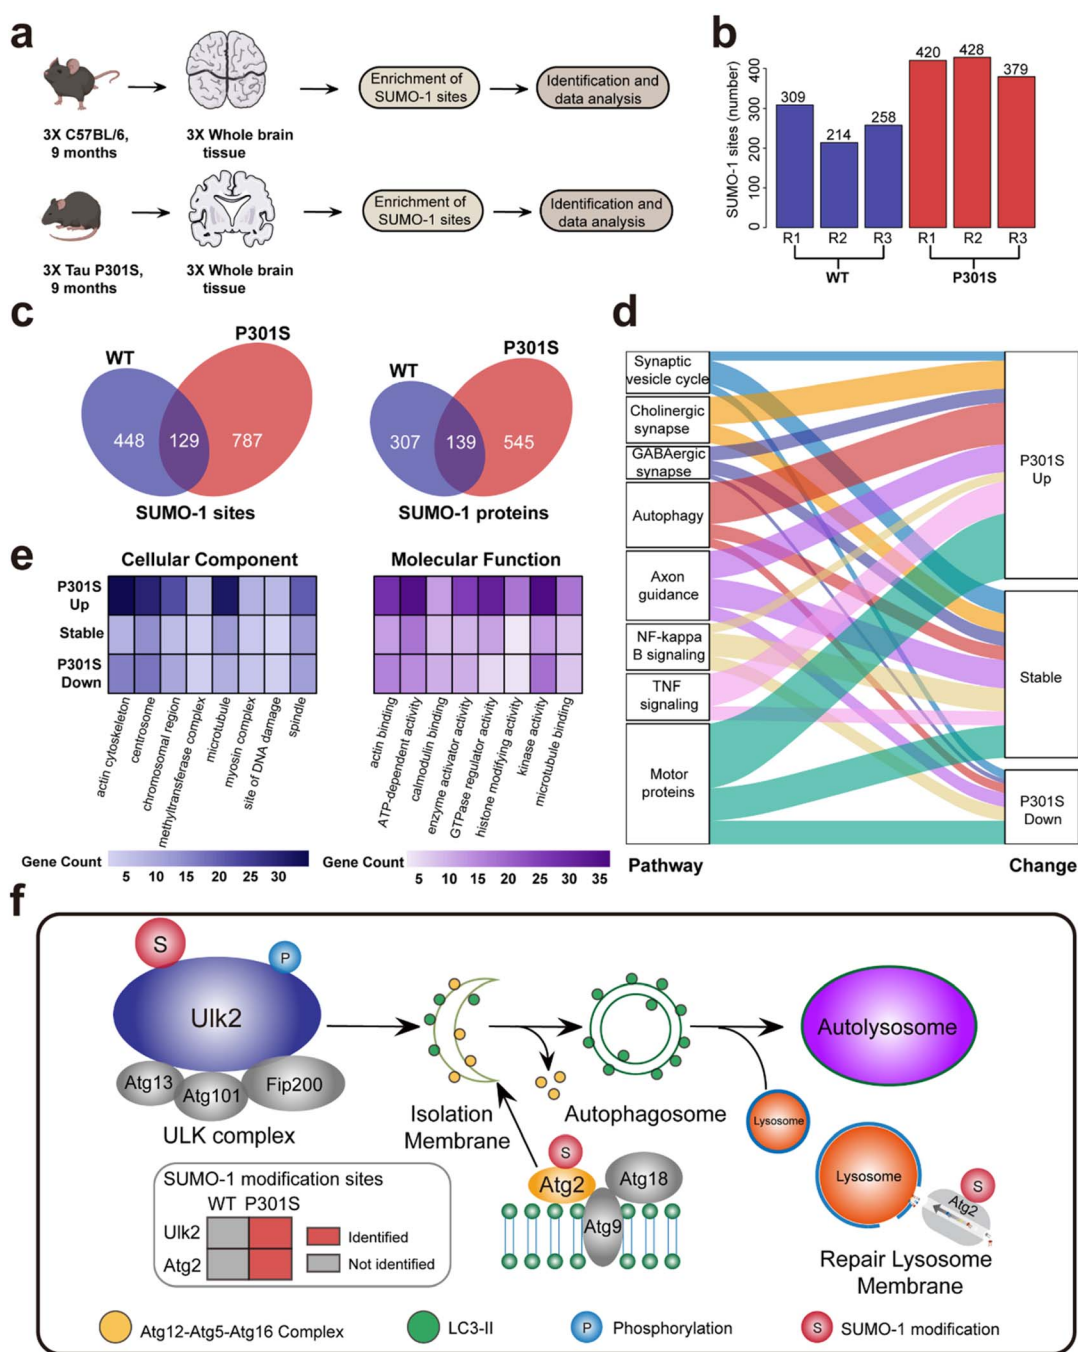 a
3X C57BL/6,
9 months
3X Whole brain
tissue
Enrichment of
SUMO-1 sites
Identification and
data analysis
3X Tau P301S,
9 months
3X Whole brain
tissue
Enrichment of
SUMO-1 sites
Identification and
data analysis
b
SUMO-1 sites (number)
0 100 200 300 400
309 214 258 420 428 379
R1 R2 R3 R1 R2 R3
WT P301S
c
WT P301S
448 129 787
SUMO-1 sites
WT P301S
307 139 545
SUMO-1 proteins
d
Synaptic
vesicle cycle
Cholinergic
synapse
GABAergic
synapse
Autophagy
Axon
guidance
NF-kappa
B signaling
TNF
signaling
Motor
proteins
P301S
Up
Stable
P301S
Down
Pathway Change
e
Cellular Component
Molecular Function
P301S
Up
Stable
P301S
Down
actin cytoskeleton
centrosome
chromosomal region
methyltransferase complex
microtubule
myosin complex
site of DNA damage
spindle
actin binding
ATP-dependent activity
calmodulin binding
enzyme activator activity
GTPase regulator activity
histone modifying activity
kinase activity
microtubule binding
Gene Count
5 10 15 20 25 30
Gene Count
5 10 15 20 25 30 35
f
S
P
Ulk2
Atg13
Atg101
Fip200
ULK complex
Isolation
Membrane
Autophagosome
Autolysosome
Lysosome
S
Atg2
Atg18
Atg9
Lysosome
S
Atg2
Repair Lysosome
Membrane
SUMO-1 modification sites
WT P301S
Ulk2
Atg2
Identified
Not identified
Atg12-Atg5-Atg16 Complex
LC3-II
P Phosphorylation
S SUMO-1 modification